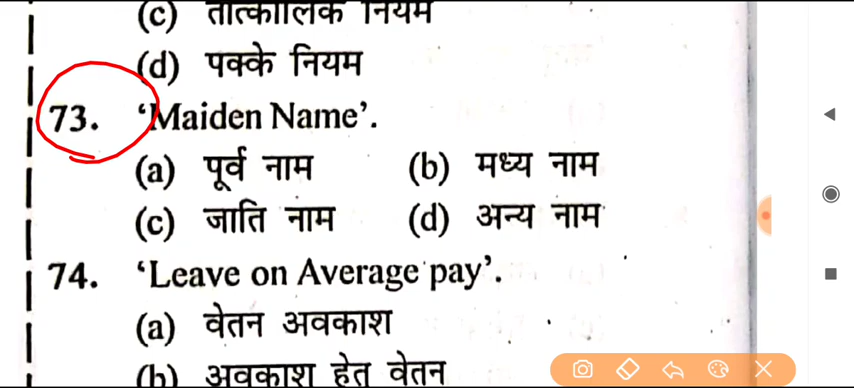 (c) तात्कालिक नियम
(d) पक्के नियम
73. 'Maiden Name'.
(a) पूर्व नाम (b) मध्य नाम
(c) जाति नाम (d) अन्य नाम
74. 'Leave on Average pay'.
(a) वेतन अवकाश
(b) अवकाश हेतु वेतन